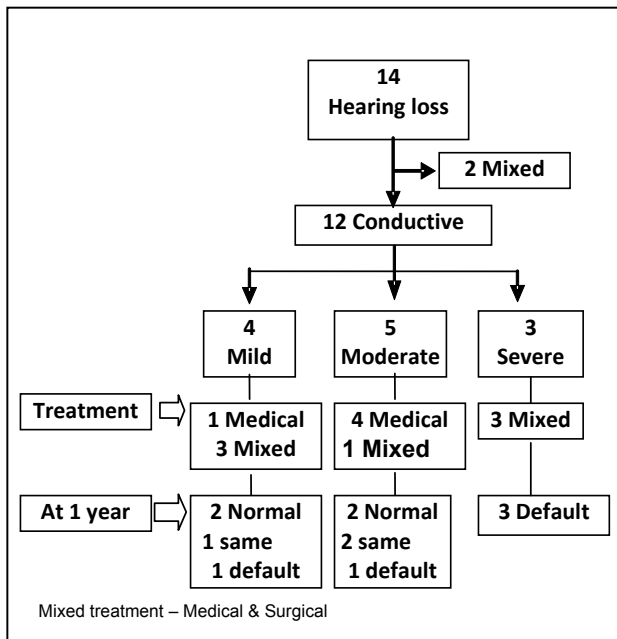 14
Hearing loss
2 Mixed
12 Conductive
4
Mild
5
Moderate
3
Severe
Treatment
1 Medical
3 Mixed
4 Medical
1 Mixed
3 Mixed
At 1 year
2 Normal
1 same
1 default
2 Normal
2 same
1 default
3 Default
Mixed treatment – Medical & Surgical